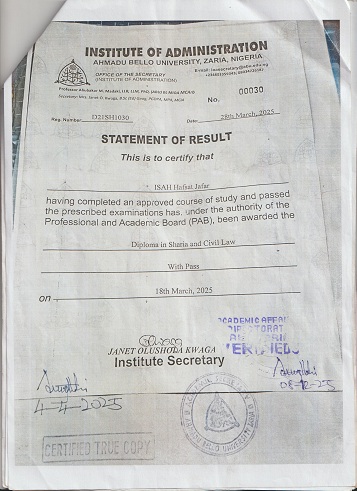 INSTITUTE OF ADMINISTRATION
AHMADU BELLO UNIVERSITY, ZARIA, NIGERIA
OFFICE OF THE SECRETARY
(INSTITUTE OF ADMINISTRATION)
No. 00030
Reg. Number D21SH1030 Date: 28th March, 2025
STATEMENT OF RESULT
This is to certify that
ISAH Hafsat Jafar
having completed an approved course of study and passed
the prescribed examinations has, under the authority of the
Professional and Academic Board (PAB), been awarded the
Diploma in Sharia and Civil Law
With Pass
on 18th March, 2025
JANET OLUSHODA KWAGA
Institute Secretary
4-4-2025
CERTIFIED TRUE COPY